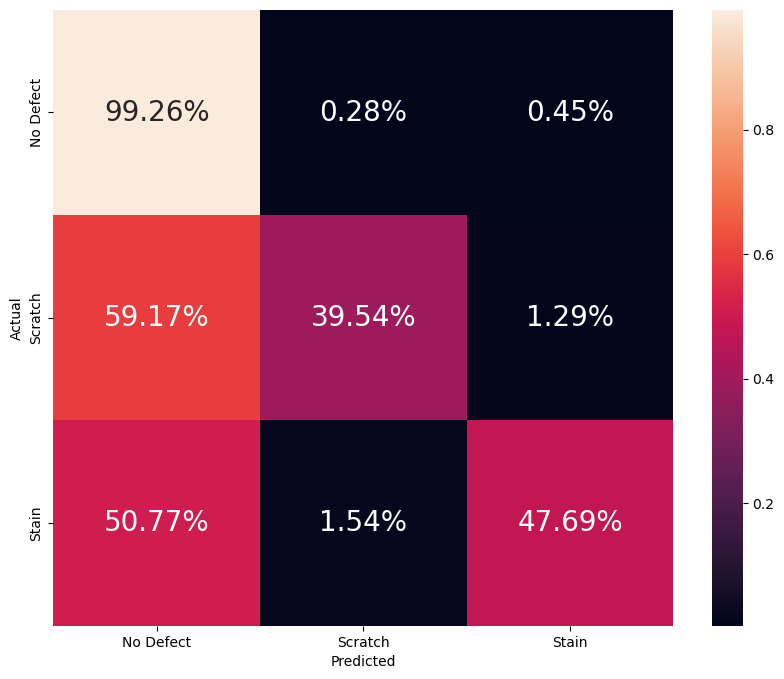 No Defect
99.26% 0.28% 0.45%
Actual
Scratch
59.17% 39.54% 1.29%
Stain
50.77% 1.54% 47.69%
No Defect Scratch Stain
Predicted
0.8
0.6
0.4
0.2